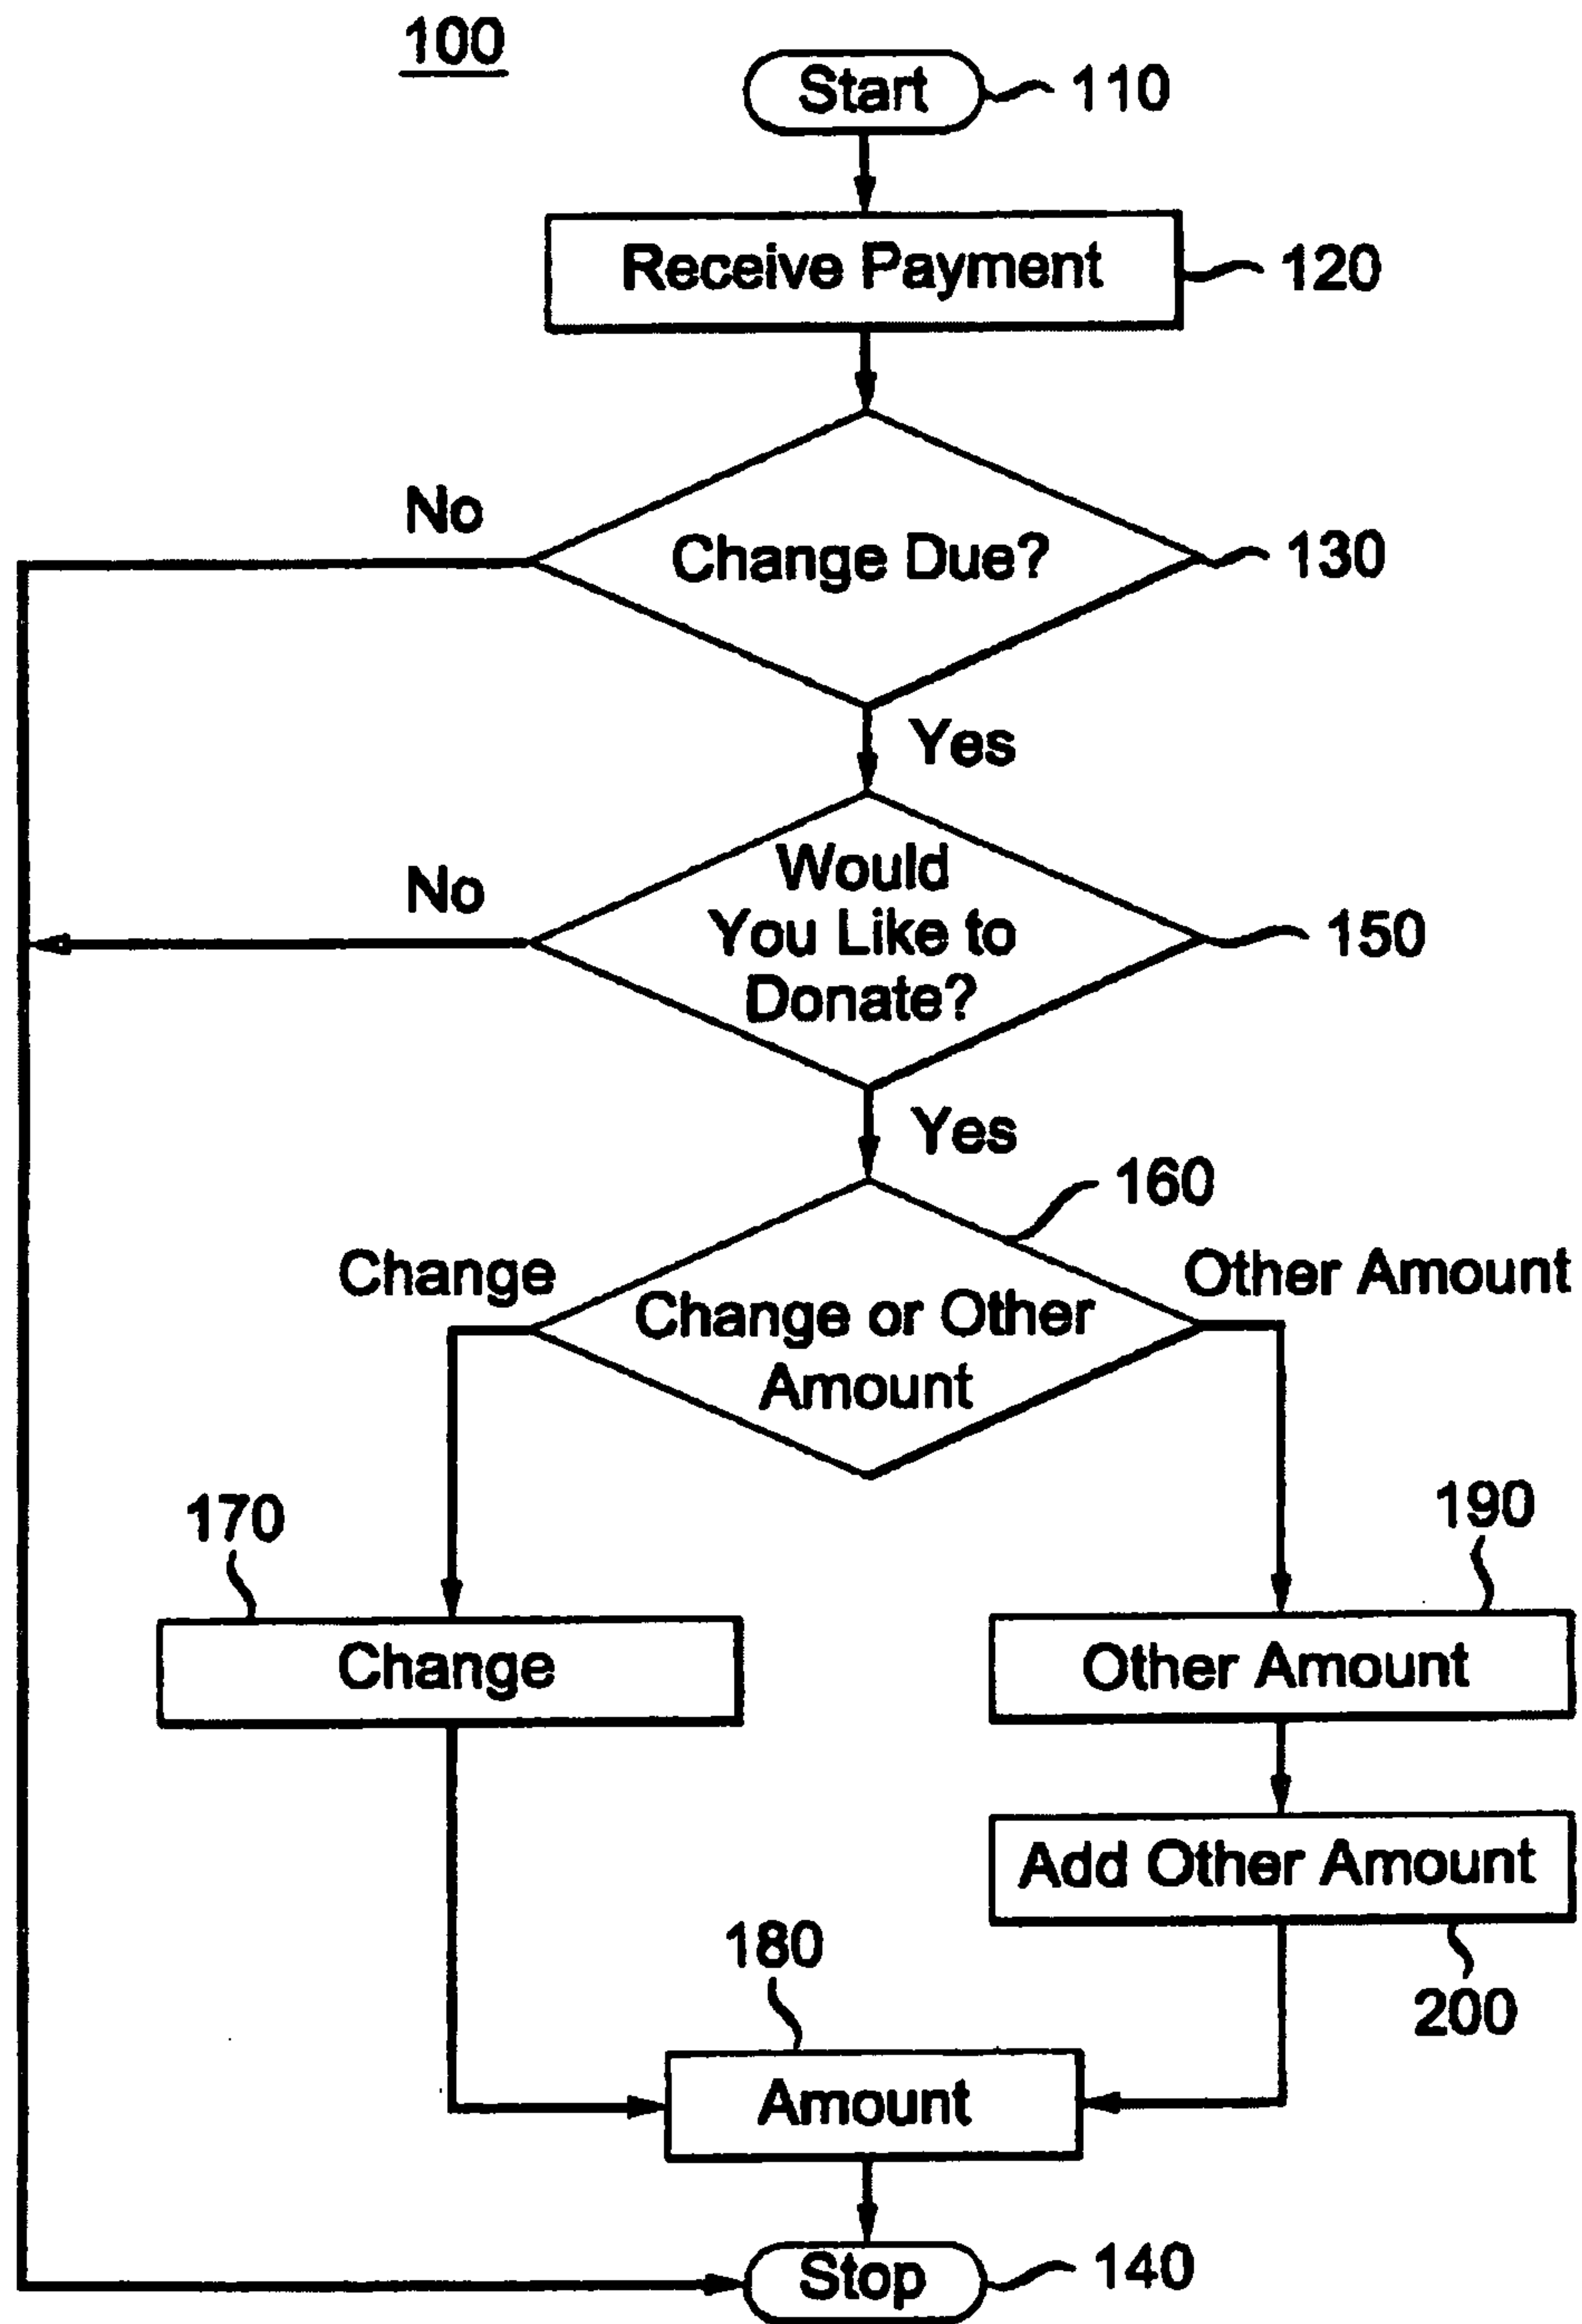 100
Start
110
Receive Payment
120
No
Change Due?
130
Yes
No
Would
You Like to
Donate?
150
Yes
160
Change
Other Amount
Change or Other
Amount
170
190
Change
Other Amount
Add Other Amount
180
200
Amount
Stop
140